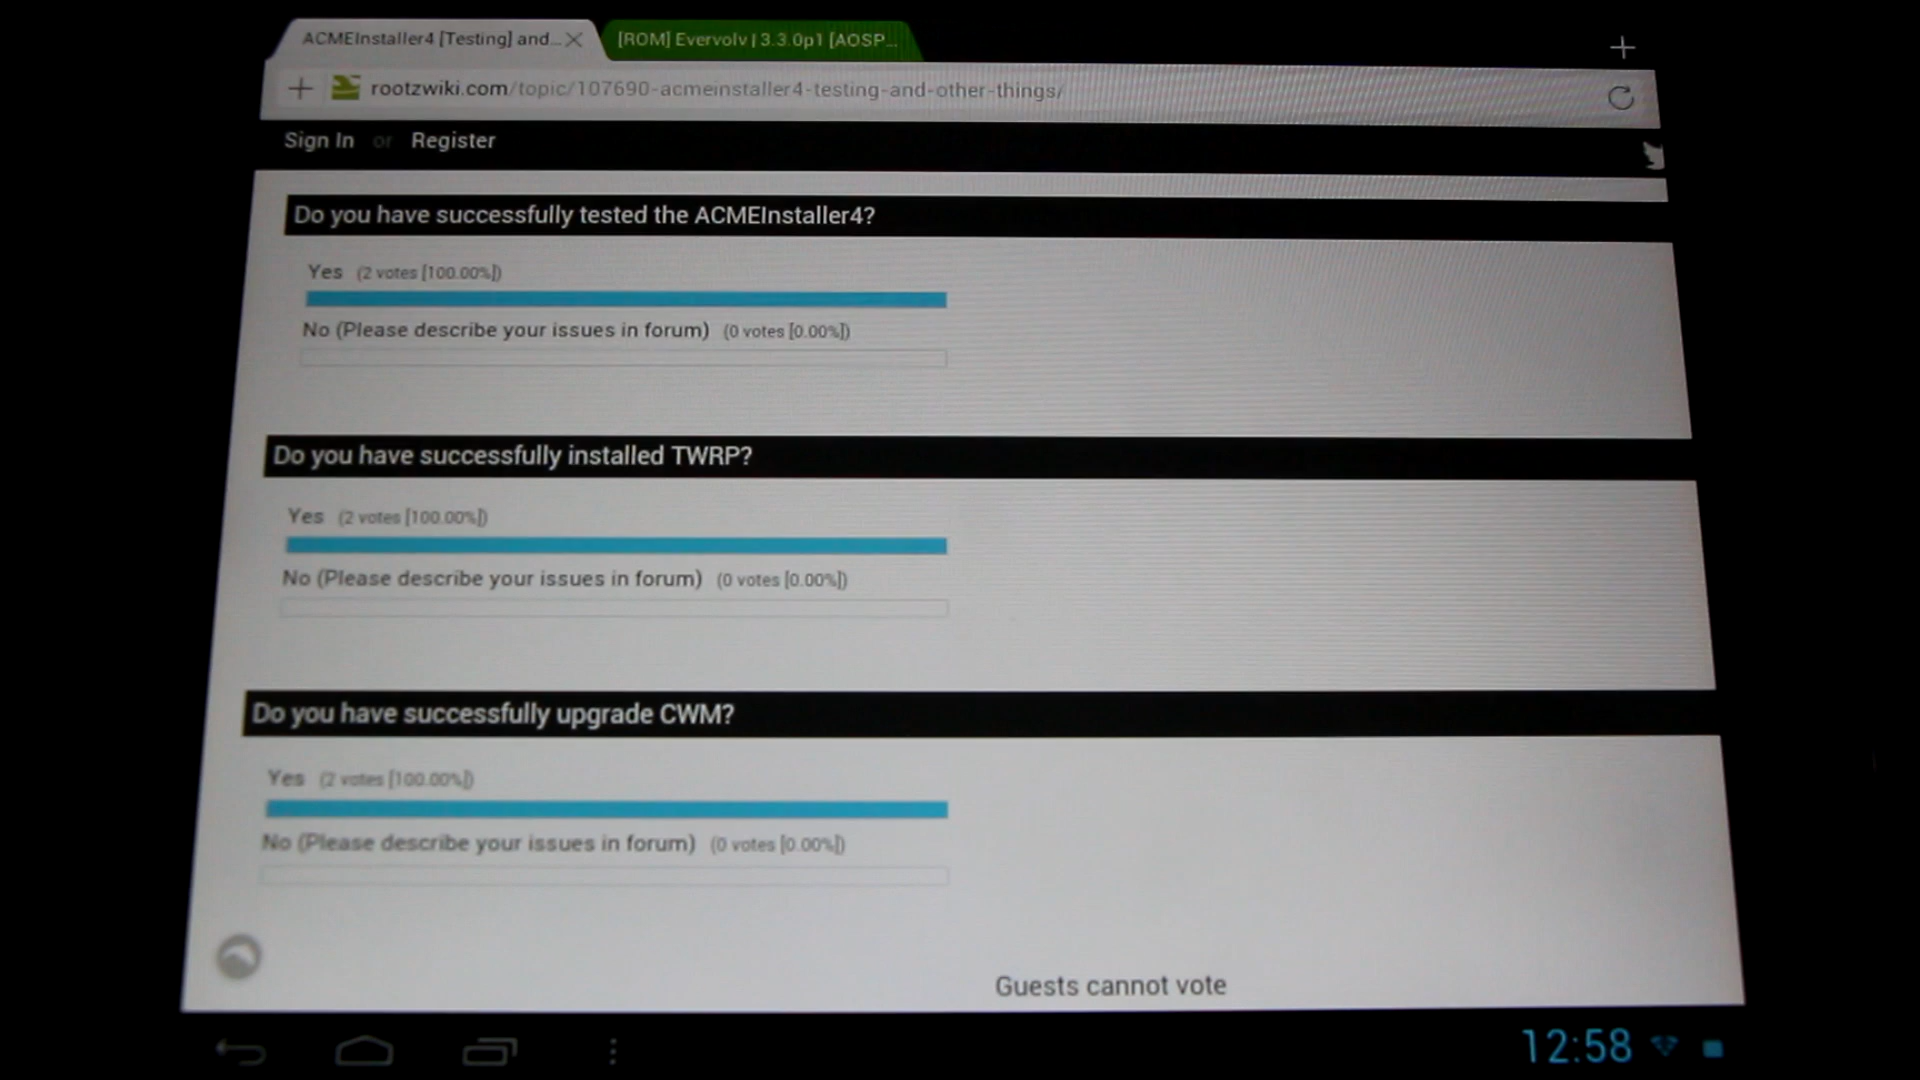 ACMEInstaller4 [Testing] and...
[ROM] Evervolv | 3.3.0p1 [AOSP...
rootzwiki.com/topic/107690-acmeinstaller4-testing-and-other-things/
Sign In or Register
Do you have successfully tested the ACMEInstaller4?
Yes (2 votes [100.00%])
No (Please describe your issues in forum) (0 votes [0.00%])
Do you have successfully installed TWRP?
Yes (2 votes [100.00%])
No (Please describe your issues in forum) (0 votes [0.00%])
Do you have successfully upgrade CWM?
Yes (2 votes [100.00%])
No (Please describe your issues in forum) (0 votes [0.00%])
Guests cannot vote
12:58